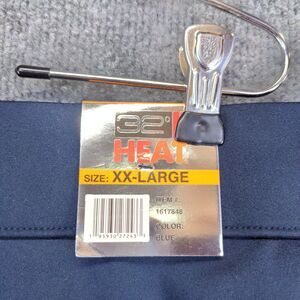 32°
HEAT
SIZE: XX-LARGE
ITEM #:
1617848
COLOR:
BLUE